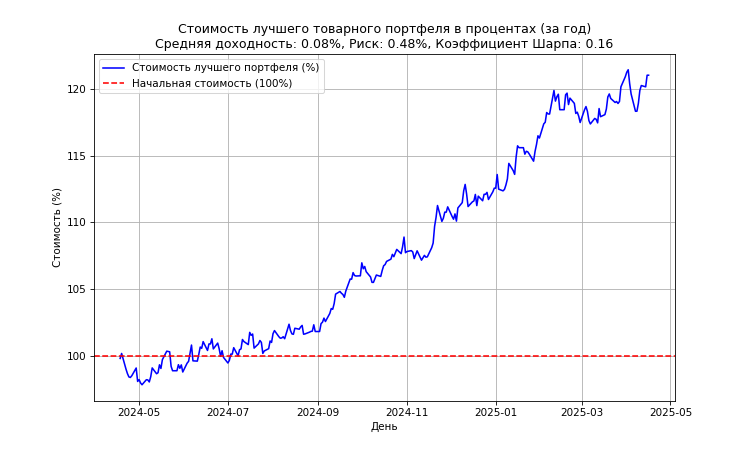 Стоимость лучшего товарного портфеля в процентах (за год)
Средняя доходность: 0.08%, Риск: 0.48%, Коэффициент Шарпа: 0.16
Стоимость лучшего портфеля (%)
Начальная стоимость (100%)
Стоимость (%)
120
115
110
105
100
2024-05
2024-07
2024-09
2024-11
2025-01
2025-03
2025-05
День